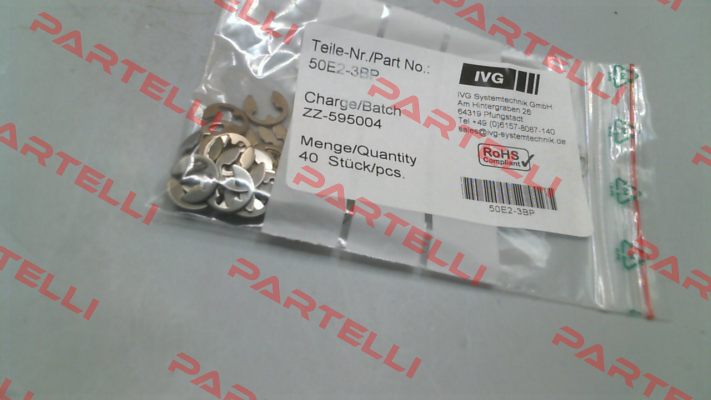 Teile-Nr./Part No.:
50E2-3BP
Charge/Batch
ZZ-595004
Menge/Quantity
40 Stück/pcs.
IVG
IVG Systemtechnik GmbH
Am Hintergraben 26
64319 Pfungstadt
Tel +49 (0)6157-8087-140
sales@ivg-systemtechnik.de
RoHS
Compliant
50E2-3BP
PARTELLI
PARTELLI
PARTELLI
PARTELLI
PARTELLI
PARTELLI
PARTELLI
PARTELLI
PARTELLI